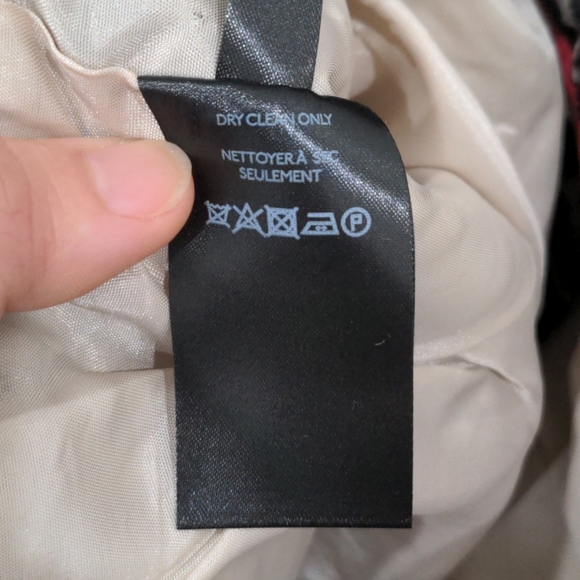 DRY CLEAN ONLY
NETTOYER À SEC
SEULEMENT
P